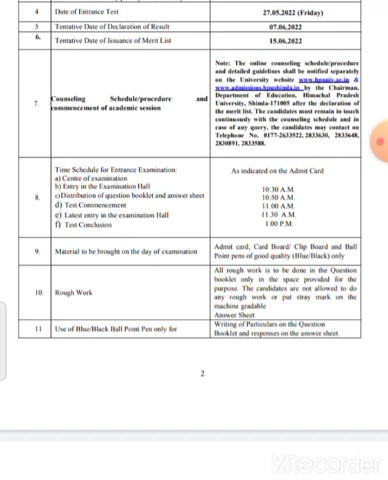 4 Date of Entrance Test 27.05.2022 (Friday)
5 Tentative Date of Declaration of Result 07.06.2022
6. Tentative Date of Issuance of Merit List 15.06.2022
7. Counseling Schedule/procedure and
commencement of academic session
Note: The online counseling schedule/procedure
and detailed guidelines shall be notified separately
on the University website www.hpuniv.ac.in &
www.admissions.hpushimla.in by the Chairman,
Department of Education, Himachal Pradesh
University, Shimla-171005 after the declaration of
the merit list. The candidates must remain in touch
continuously with the counseling schedule and in
case of any query, the candidates may contact on
Telephone No. 0177-2633522, 2833630, 2833648,
2830891, 2833588.
8. Time Schedule for Entrance Examination:
a) Centre of examination As indicated on the Admit Card
b) Entry in the Examination Hall 10:30 A.M.
c)Distribution of question booklet and answer sheet 10.50 A.M.
d) Test Commencement 11.00 A.M.
e) Latest entry in the examination Hall 11.30 A.M.
f) Test Conclusion 1.00 P.M.
9. Material to be brought on the day of examination
Admit card, Card Board/ Clip Board and Ball
Point pens of good quality (Blue/Black) only
10. Rough Work
All rough work is to be done in the Question
booklet only in the space provided for the
purpose. The candidates are not allowed to do
any rough work or put stray mark on the
machine gradable
Answer Sheet
11 Use of Blue/Black Ball Point Pen only for
Writing of Particulars on the Question
Booklet and responses on the answer sheet
2
XRecorder